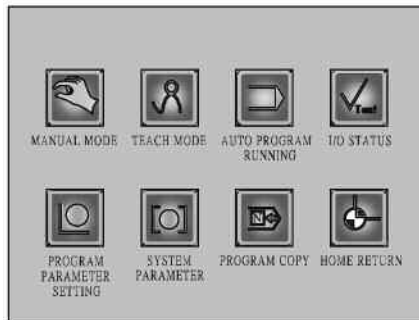 Test
MANUAL MODE
TEACH MODE
AUTO PROGRAM
RUNNING
I/O STATUS
PROGRAM
PARAMETER
SETTING
SYSTEM
PARAMETER
PROGRAM COPY
HOME RETURN